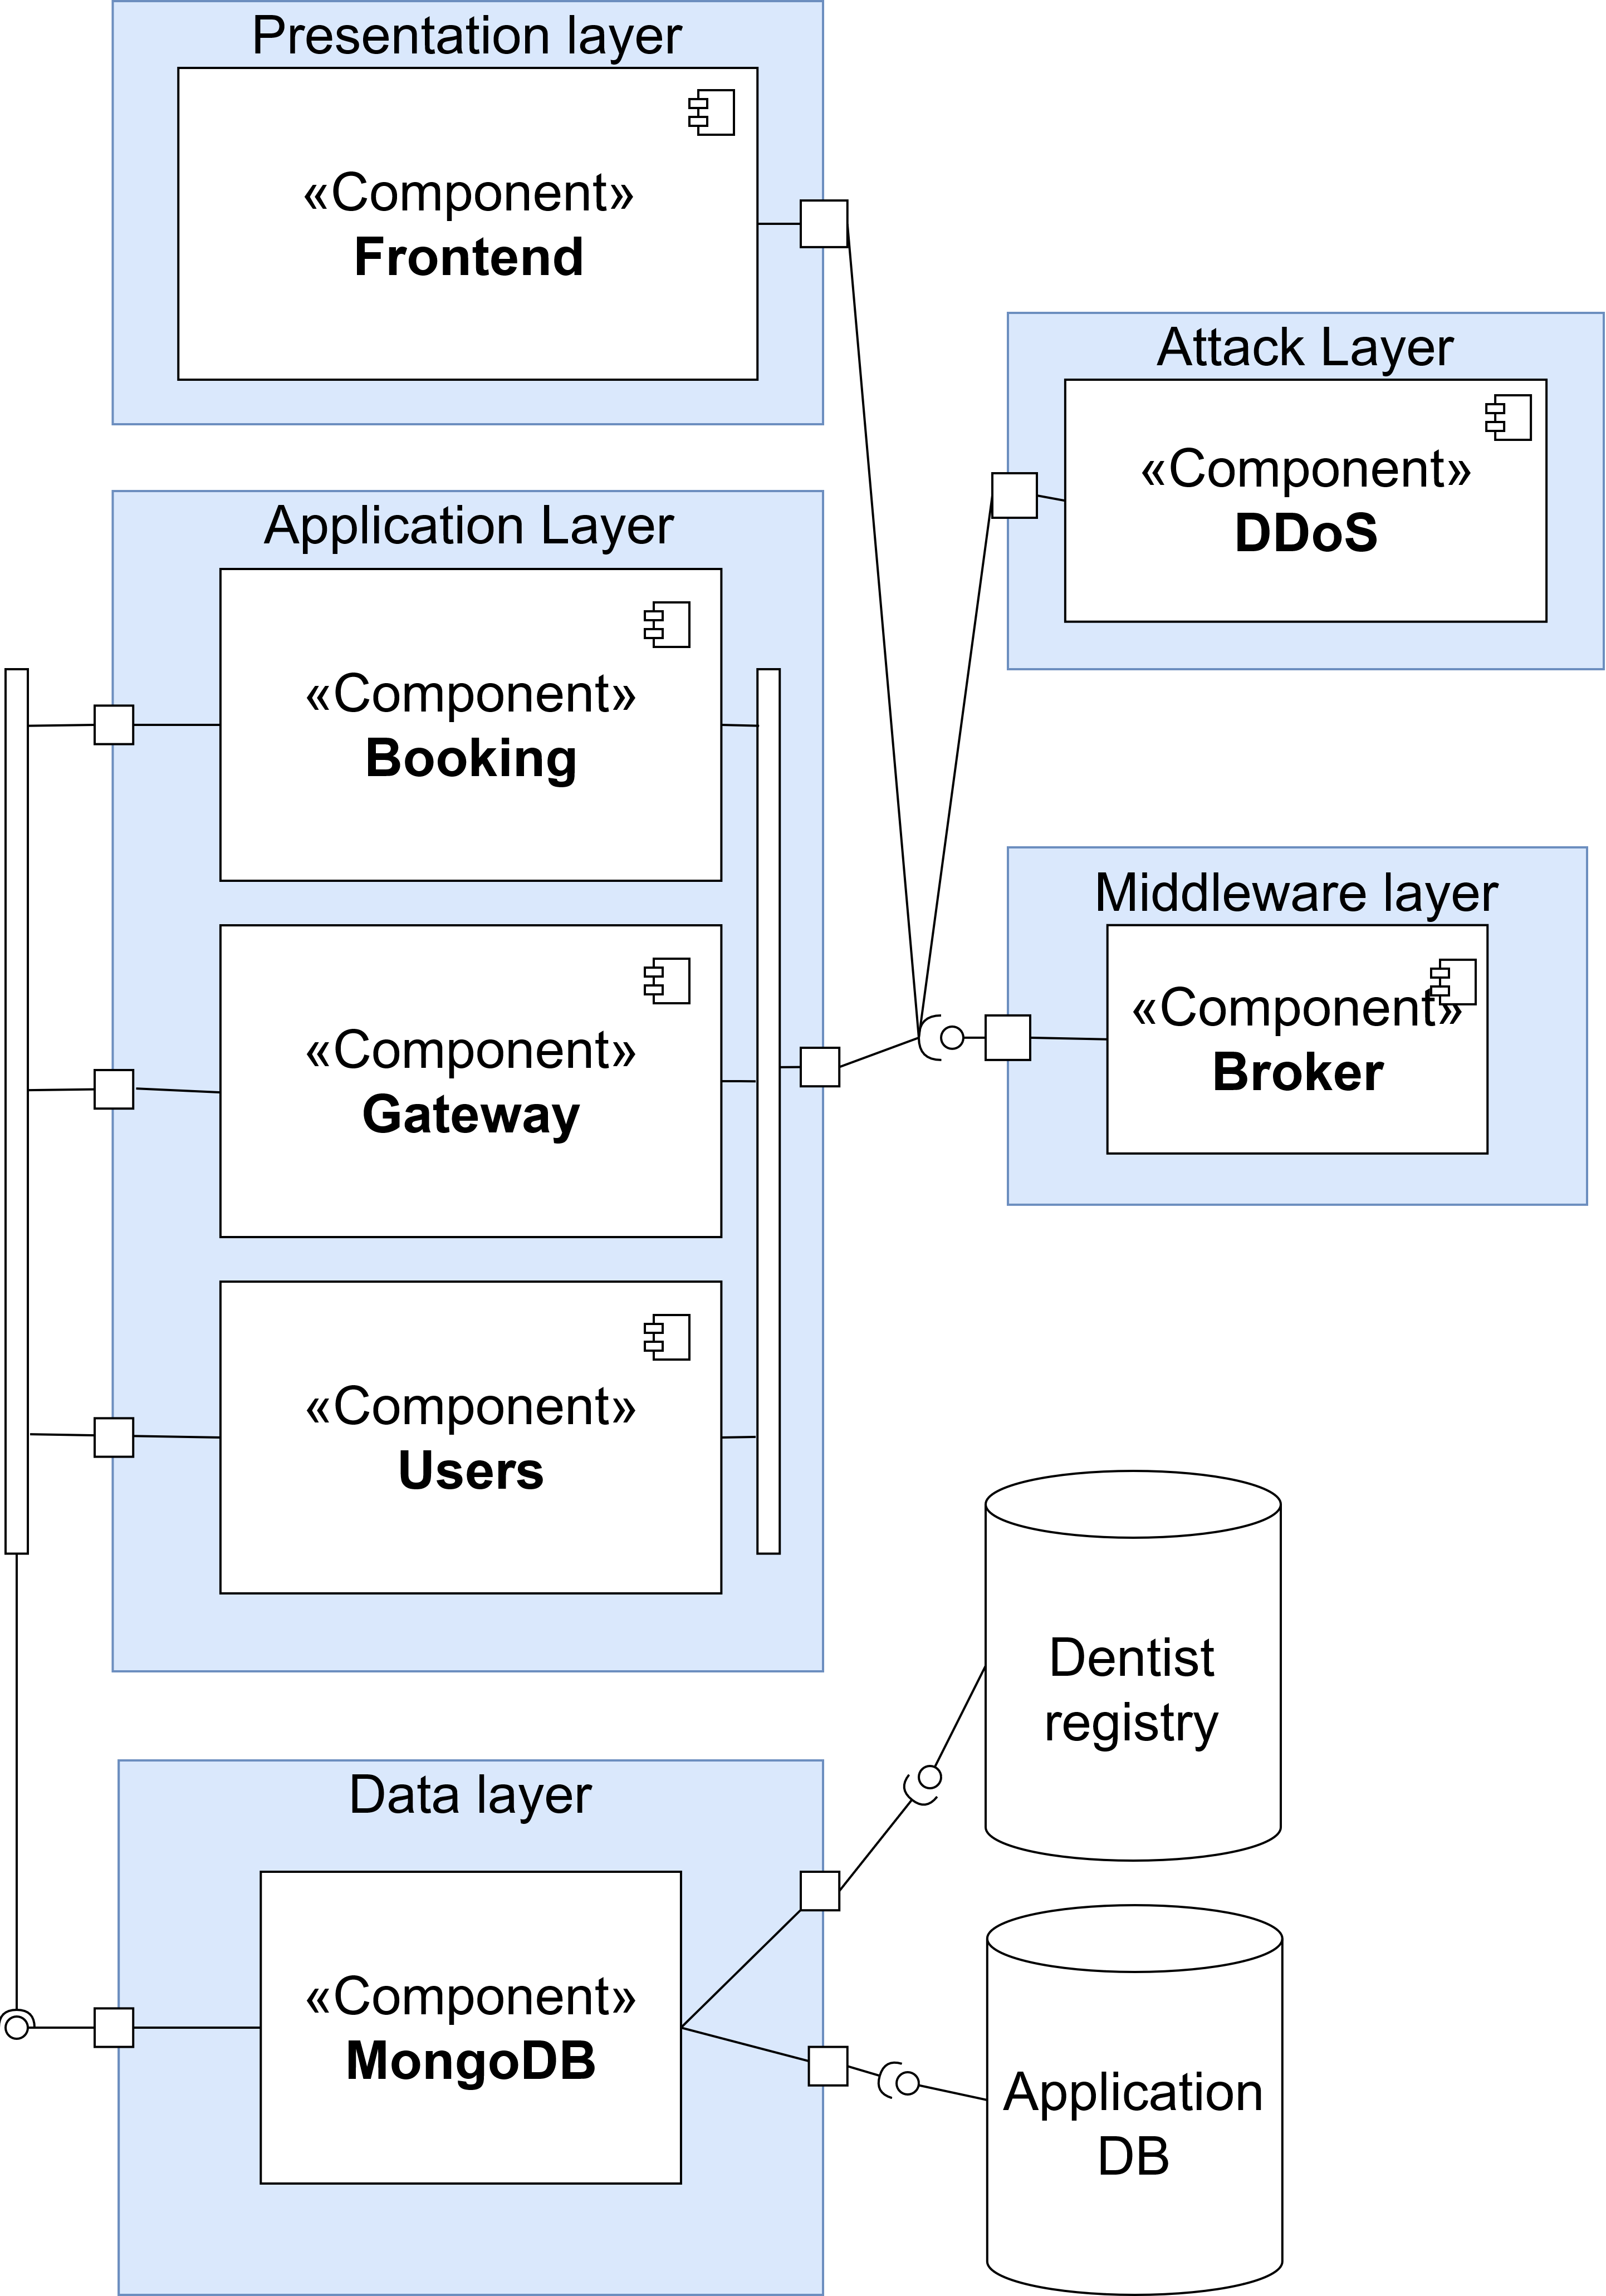 Presentation layer
«Component»
Frontend
Attack Layer
«Component»
DDoS
Application Layer
«Component»
Booking
Middleware layer
«Component»
Broker
«Component»
Gateway
«Component»
Users
Dentist
registry
Data layer
«Component»
MongoDB
Application
DB